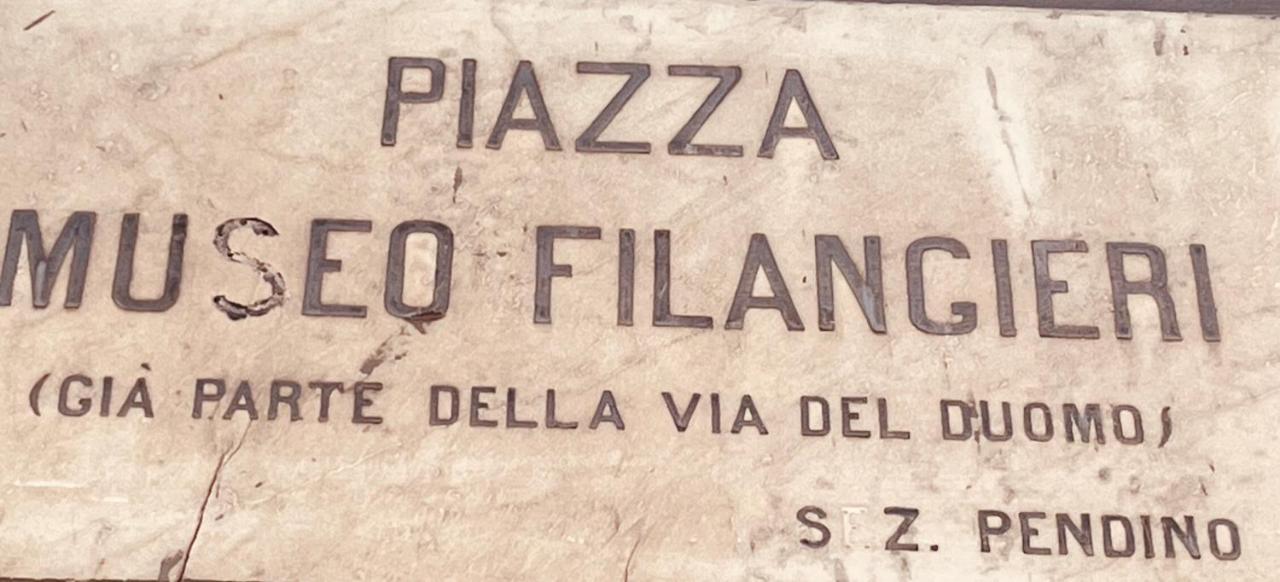 PIAZZA
MUSEO FILANGIERI
(GIÀ PARTE DELLA VIA DEL DUOMO)
SEZ. PENDINO